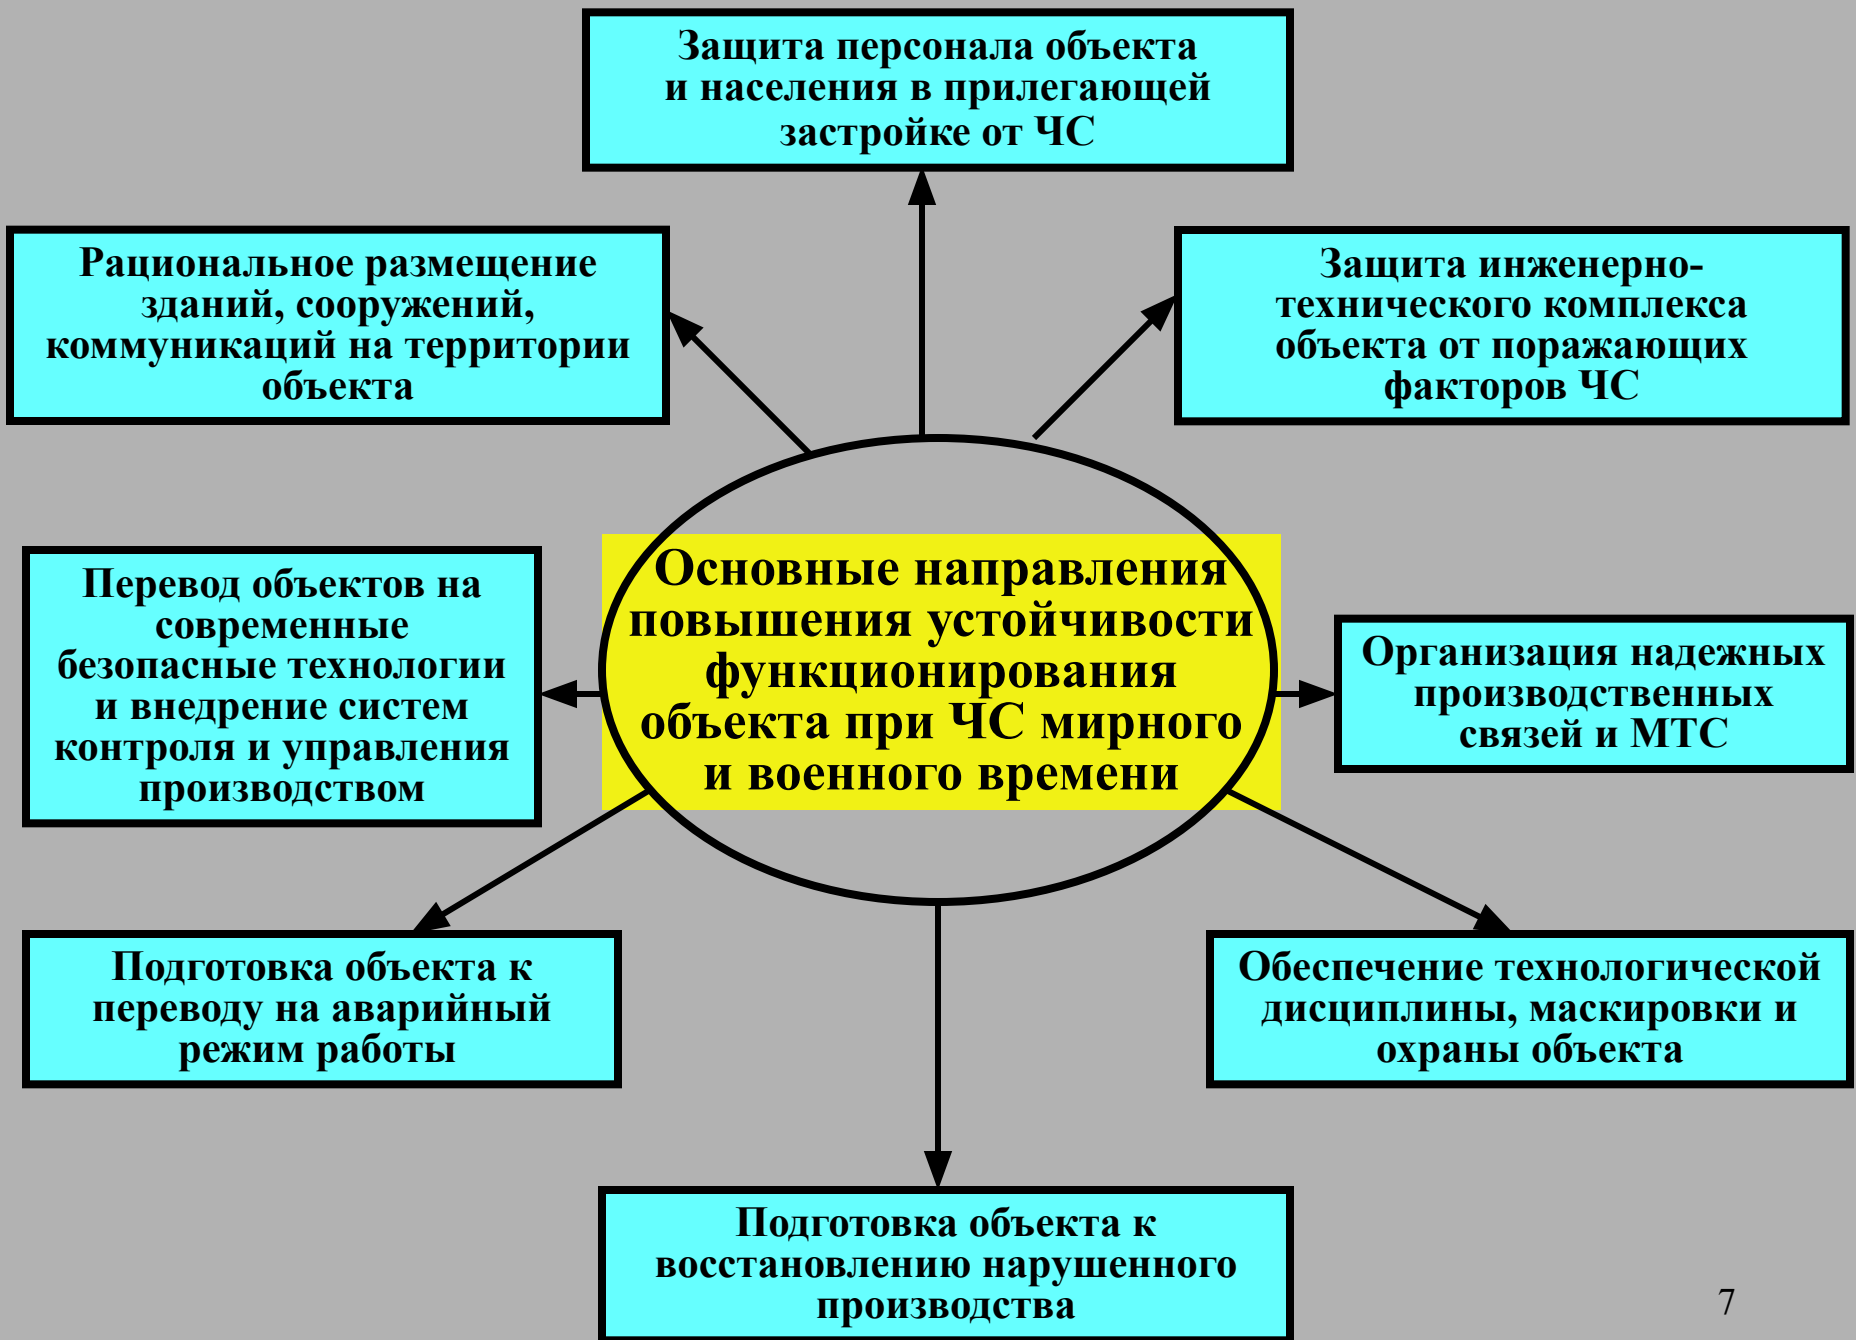 Защита персонала объекта
и населения в прилегающей
застройке от ЧС
Рациональное размещение
зданий, сооружений,
коммуникаций на территории
объекта
Защита инженерно-
технического комплекса
объекта от поражающих
факторов ЧС
Перевод объектов на
современные
безопасные технологии
и внедрение систем
контроля и управления
производством
Основные направления
повышения устойчивости
функционирования
объекта при ЧС мирного
и военного времени
Организация надежных
производственных
связей и МТС
Подготовка объекта к
переводу на аварийный
режим работы
Обеспечение технологической
дисциплины, маскировки и
охраны объекта
Подготовка объекта к
восстановлению нарушенного
производства
7